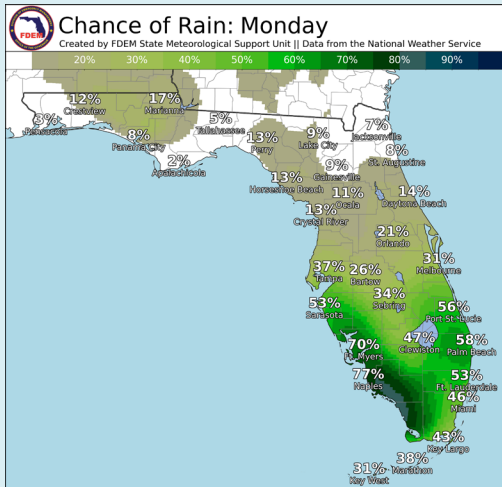 FDEM
Chance of Rain: Monday
Created by FDEM State Meteorological Support Unit || Data from the National Weather Service
20% 30% 40% 50% 60% 70% 80% 90%
12%
Crestview
17%
Marianna
3%
Pensacola
8%
Panama City
5%
Tallahassee
2%
Apalachicola
13%
Perry
9%
Lake City
7%
Jacksonville
8%
St. Augustine
9%
Gainesville
13%
Horseshoe Beach
11%
Ocala
14%
Daytona Beach
13%
Crystal River
21%
Orlando
31%
Melbourne
37%
Tampa
26%
Bartow
34%
Sebring
53%
Sarasota
56%
Port St. Lucie
70%
Ft. Myers
47%
Clewiston
58%
Palm Beach
77%
Naples
53%
Ft. Lauderdale
46%
Miami
43%
Key Largo
38%
Marathon
31%
Key West